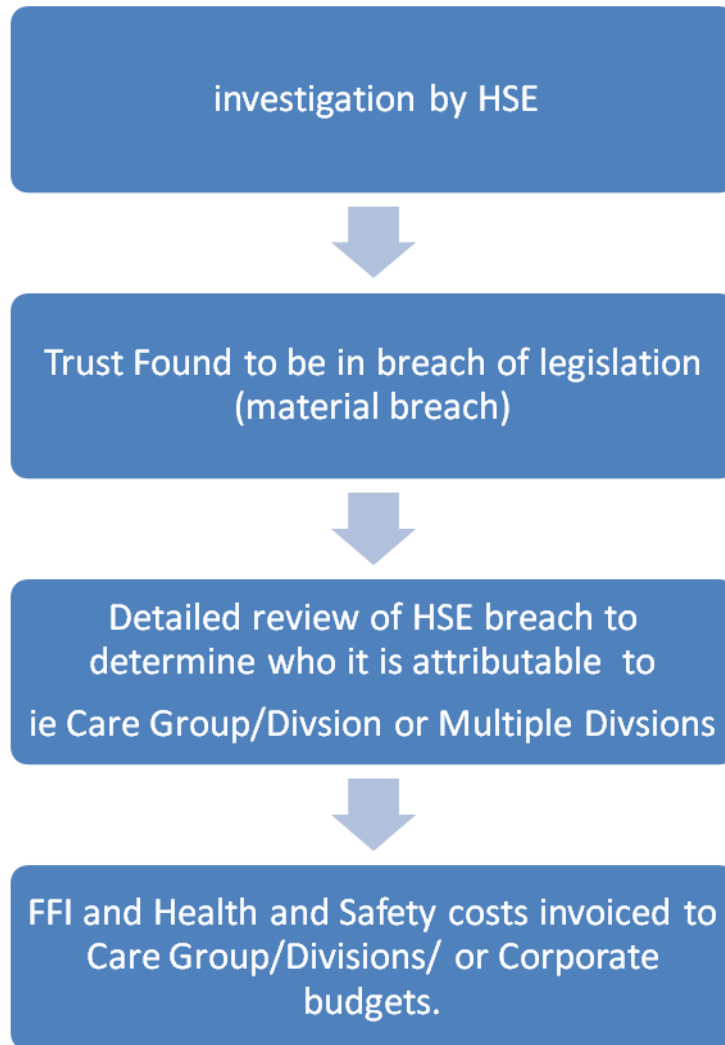 investigation by HSE
Trust Found to be in breach of legislation
(material breach)
Detailed review of HSE breach to
determine who it is attributable to
ie Care Group/Divsion or Multiple Divsions
FFI and Health and Safety costs invoiced to
Care Group/Divisions/ or Corporate
budgets.